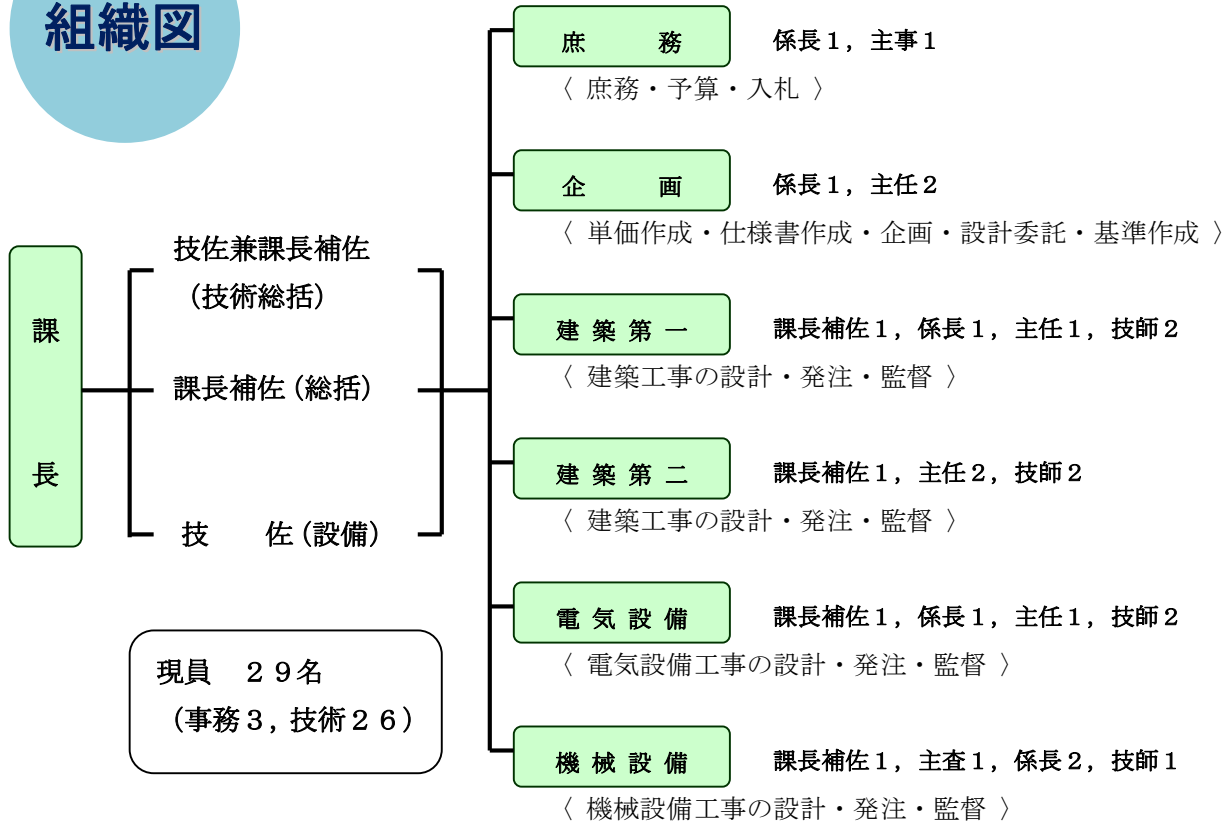 組織図
課長
技佐兼課長補佐
（技術総括）
課長補佐（総括）
技　　佐（設備）
現員　２９名
（事務３，技術２６）
庶　　務　係長１，主事１
〈 庶務・予算・入札 〉
企　　画　係長１，主任２
〈 単価作成・仕様書作成・企画・設計委託・基準作成 〉
建築第一　課長補佐１，係長１，主任１，技師２
〈 建築工事の設計・発注・監督 〉
建築第二　課長補佐１，主任２，技師２
〈 建築工事の設計・発注・監督 〉
電気設備　課長補佐１，係長１，主任１，技師２
〈 電気設備工事の設計・発注・監督 〉
機械設備　課長補佐１，主査１，係長２，技師１
〈 機械設備工事の設計・発注・監督 〉